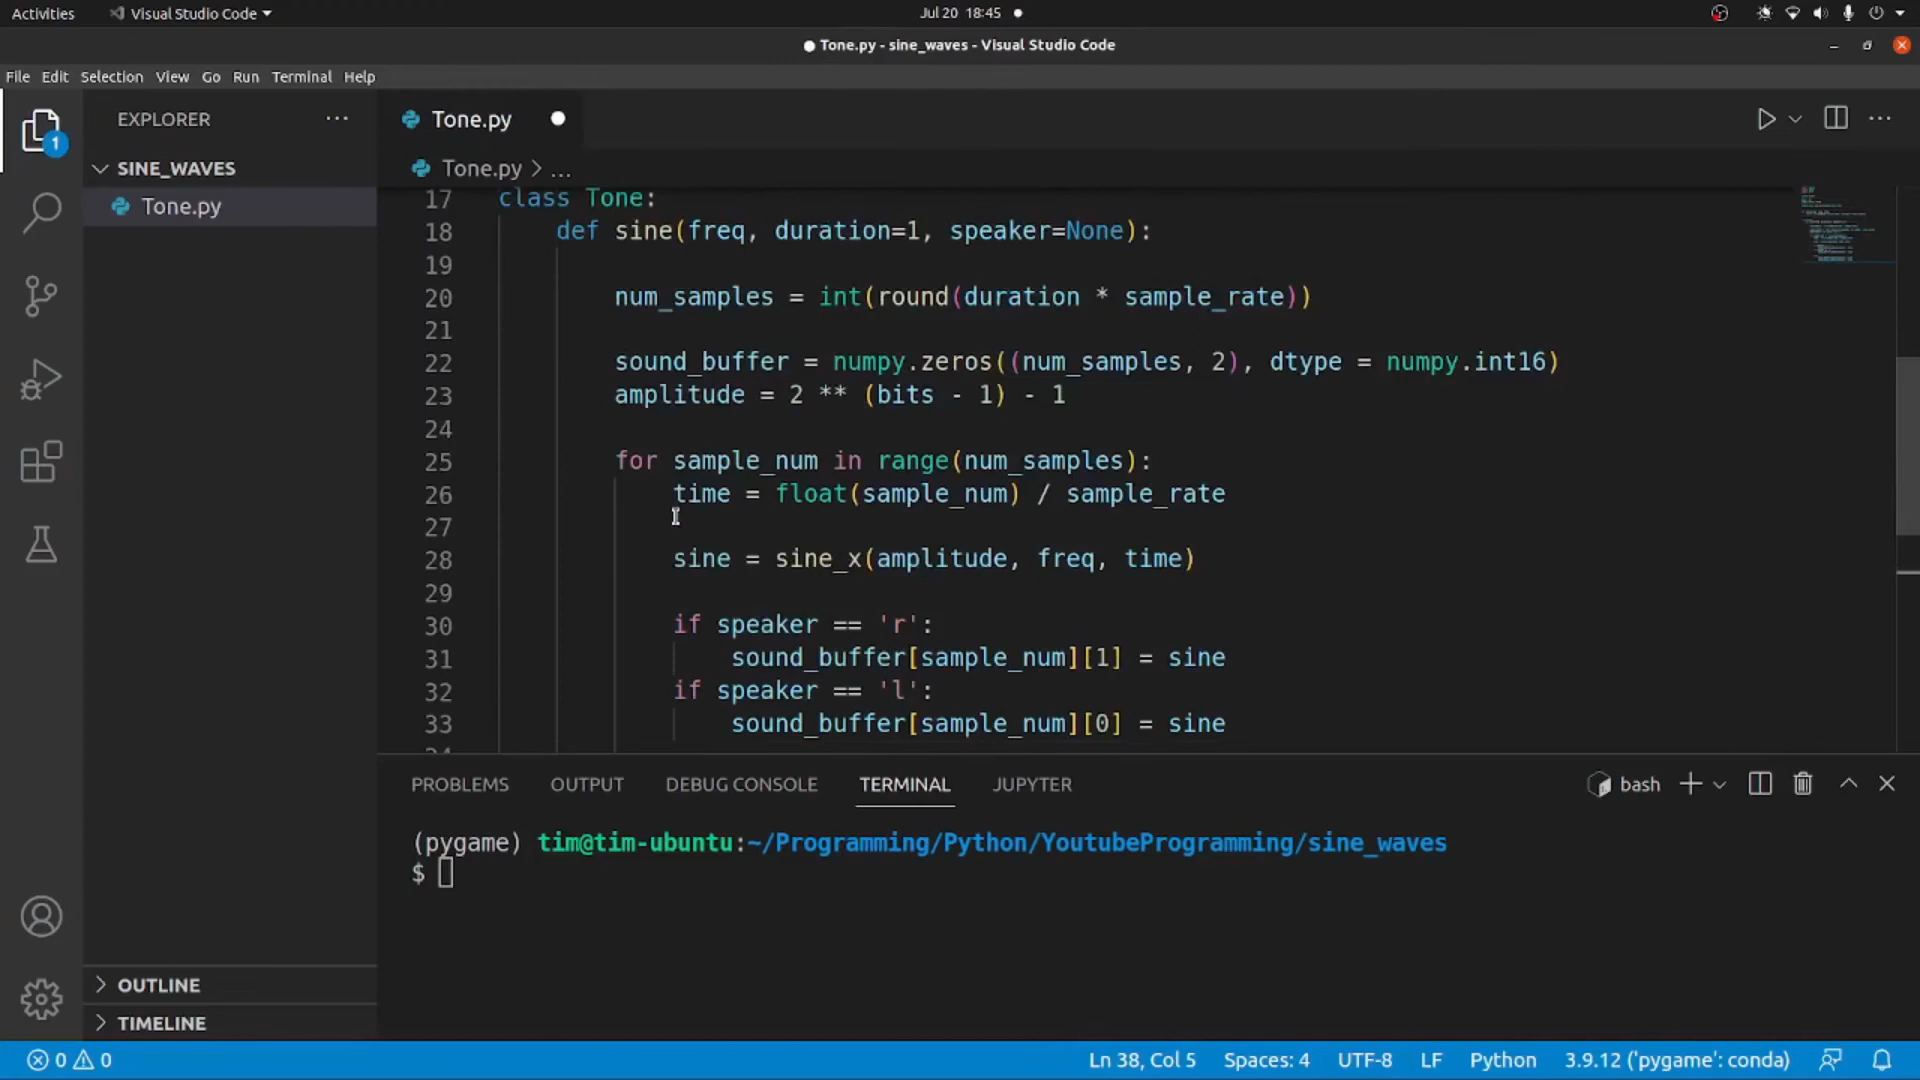 Activities Visual Studio Code Jul 20 18:45
Tone.py - sine_waves - Visual Studio Code
File Edit Selection View Go Run Terminal Help
EXPLORER ··· Tone.py ···
SINE_WAVES Tone.py > ...
Tone.py
1
17 class Tone:
18 def sine(freq, duration=1, speaker=None):
19
20 num_samples = int(round(duration * sample_rate))
21
22 sound_buffer = numpy.zeros((num_samples, 2), dtype = numpy.int16)
23 amplitude = 2 ** (bits - 1) - 1
24
25 for sample_num in range(num_samples):
26 time = float(sample_num) / sample_rate
27
28 sine = sine_x(amplitude, freq, time)
29
30 if speaker == 'r':
31 sound_buffer[sample_num][1] = sine
32 if speaker == 'l':
33 sound_buffer[sample_num][0] = sine
PROBLEMS OUTPUT DEBUG CONSOLE TERMINAL JUPYTER bash
(pygame) tim@tim-ubuntu:~/Programming/Python/YoutubeProgramming/sine_waves
$
OUTLINE
TIMELINE
0 0 Ln 38, Col 5 Spaces: 4 UTF-8 LF Python 3.9.12 ('pygame': conda)